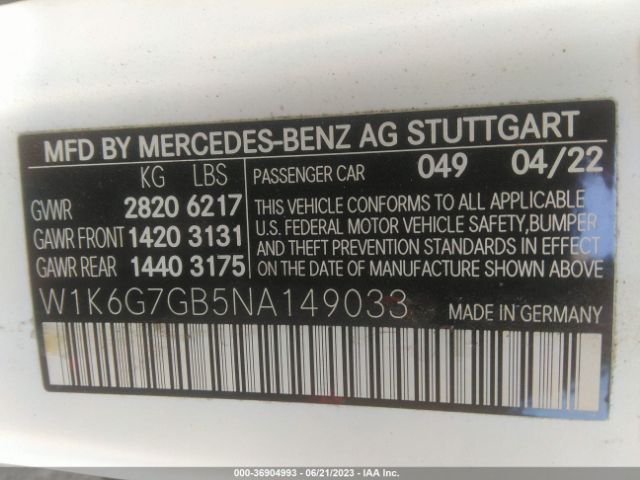 MFD BY MERCEDES-BENZ AG STUTTGART
KG LBS
PASSENGER CAR 049 04/22
GVWR 2820 6217
GAWR FRONT 1420 3131
GAWR REAR 1440 3175
THIS VEHICLE CONFORMS TO ALL APPLICABLE
U.S. FEDERAL MOTOR VEHICLE SAFETY,BUMPER
AND THEFT PREVENTION STANDARDS IN EFFECT
ON THE DATE OF MANUFACTURE SHOWN ABOVE
W1K6G7GB5NA149033 MADE IN GERMANY
000-36904993 - 06/21/2023 - IAA, Inc.